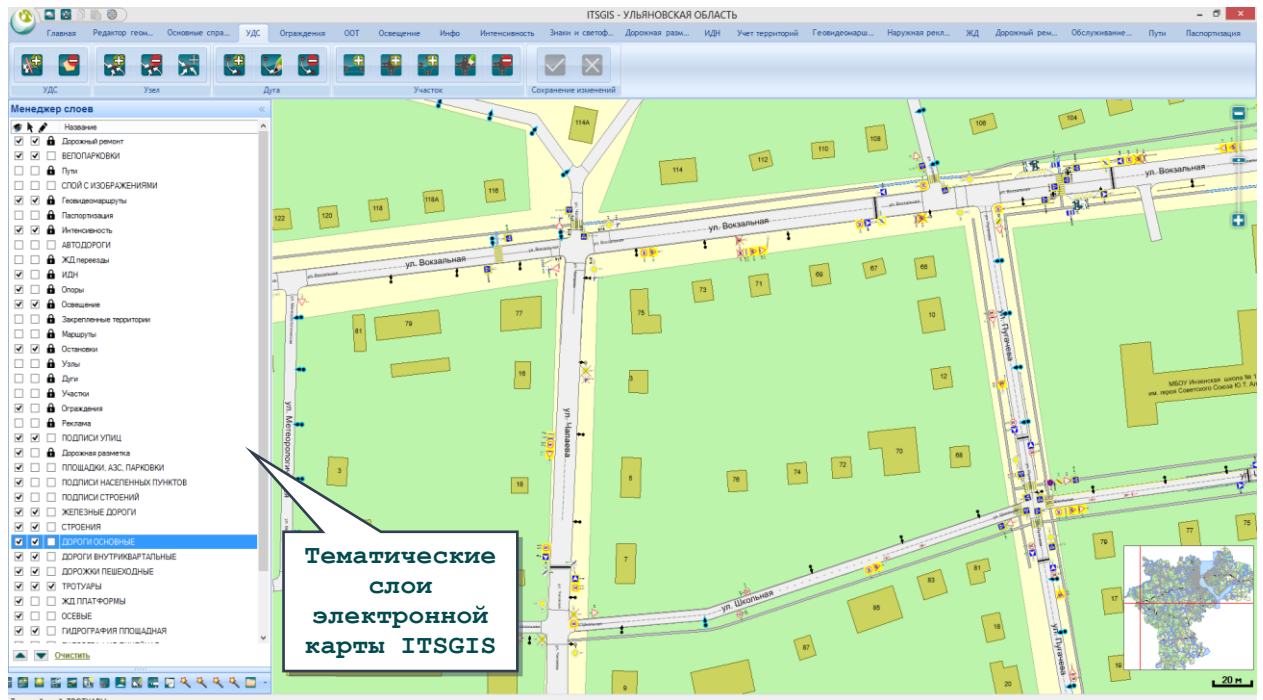 ITSGIS - УЛЬЯНОВСКАЯ ОБЛАСТЬ
Главная Редактор геом... Основные спра... УДС Ограждения ООТ Освещение Инфо Интенсивность Знаки и светоф... Дорожная разм... ИДН Учет территорий Геовидеомарш... Наружная рекл... ЖД Дорожный рем... Обслуживание... Пути Паспортизация
УДС Узел Дуга Участок Сохранение изменений
Менеджер слоев
Название
Дорожный ремонт
ВЕЛОПАРКОВКИ
Пути
СЛОЙ С ИЗОБРАЖЕНИЯМИ
Геовидеомаршруты
Паспортизация
Интенсивность
АВТОДОРОГИ
ЖД переезды
ИДН
Опоры
Освещение
Закрепленные территории
Маршруты
Остановки
Узлы
Дуги
Участки
Ограждения
Реклама
ПОДПИСИ УЛИЦ
Дорожная разметка
ПЛОЩАДКИ, АЗС, ПАРКОВКИ
ПОДПИСИ НАСЕЛЕННЫХ ПУНКТОВ
ПОДПИСИ СТРОЕНИЙ
ЖЕЛЕЗНЫЕ ДОРОГИ
СТРОЕНИЯ
ДОРОГИ ОСНОВНЫЕ
ДОРОГИ ВНУТРИКВАРТАЛЬНЫЕ
ДОРОЖКИ ПЕШЕХОДНЫЕ
ТРОТУАРЫ
ЖД ПЛАТФОРМЫ
ОСЕВЫЕ
ГИДРОГРАФИЯ ПЛОЩАДНАЯ
Очистить
114А
106
104
108
110
112
114
116
118А
118
120
122
ул. Вокзальная
ул. Вокзальная
ул. Вокзальная
67
68
69
71
73
75
77
79
81
10
16
3
12
МБОУ Инзенская школа № 1
им. героя Советского Союза Ю.Т. Ал
ул. Пугачева
ул. Чапаева
3
18
5
76
74
72
70
68
7
79
77
75
83
81
85
87
17
18
19
20
9
ул. Школьная
ул. Пугачева
20 м
Тематические
слои
электронной
карты ITSGIS